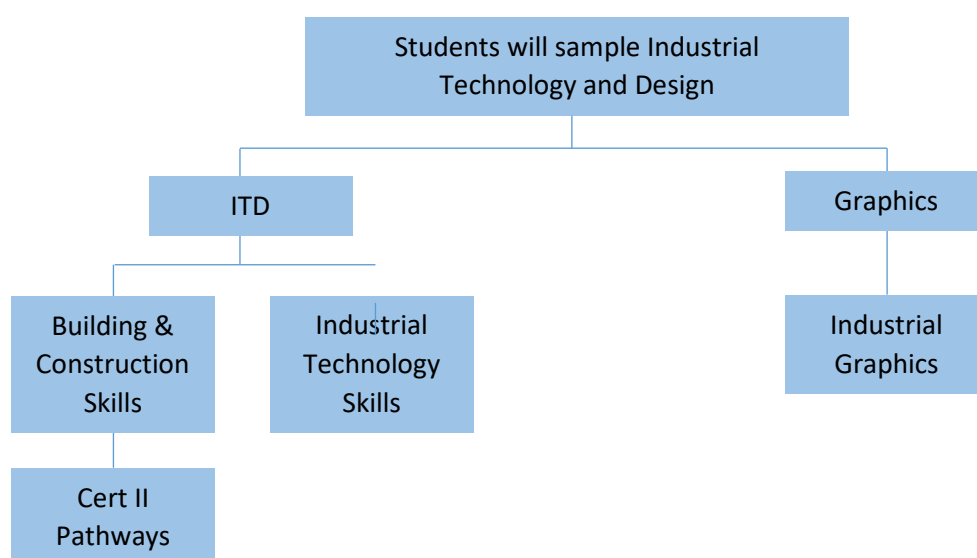 Students will sample Industrial
Technology and Design
ITD
Graphics
Building &
Construction
Skills
Industrial
Technology
Skills
Industrial
Graphics
Cert II
Pathways